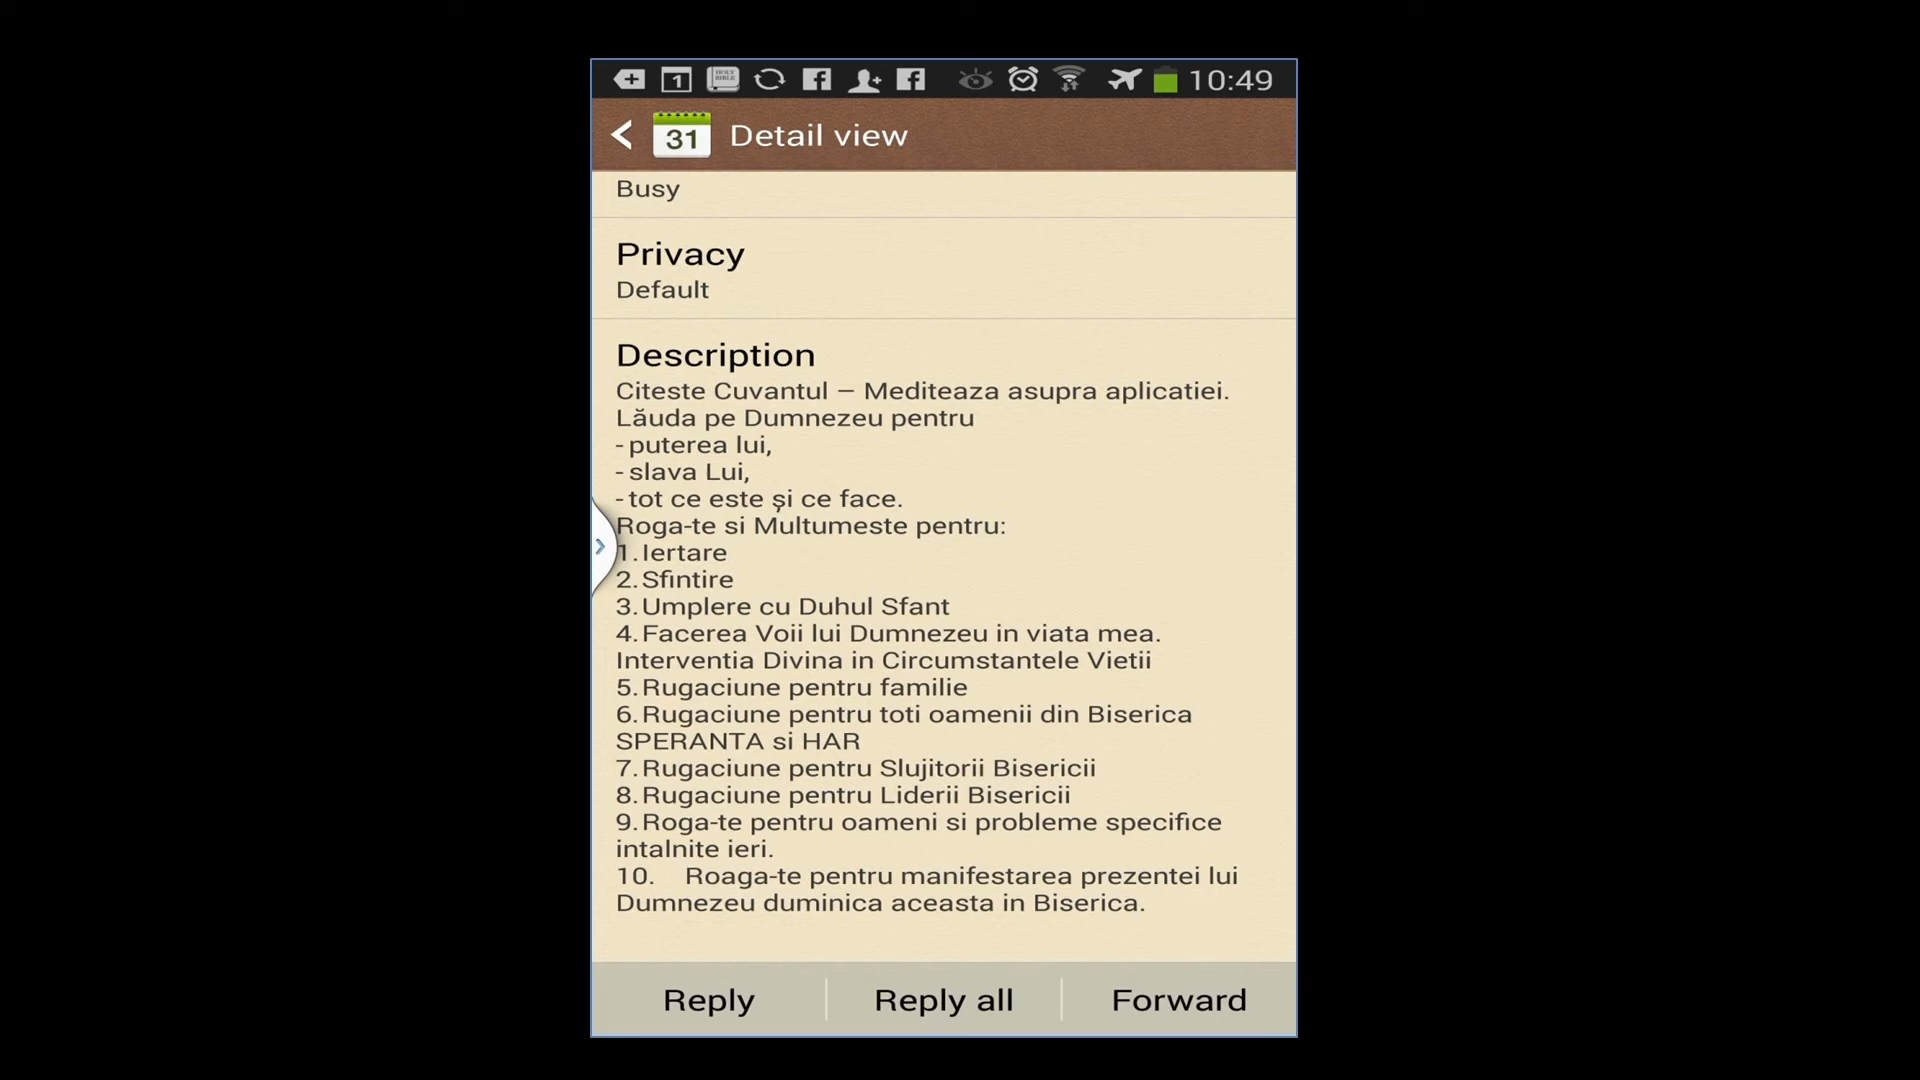 1 HOLY BIBLE 10:49
31 Detail view
Busy
Privacy
Default
Description
Citeste Cuvantul – Mediteaza asupra aplicatiei.
Lăuda pe Dumnezeu pentru
- puterea lui,
- slava Lui,
- tot ce este și ce face.
Roga-te si Multumeste pentru:
1. Iertare
2. Sfintire
3. Umplere cu Duhul Sfant
4. Facerea Voii lui Dumnezeu in viata mea.
Interventia Divina in Circumstantele Vietii
5. Rugaciune pentru familie
6. Rugaciune pentru toti oamenii din Biserica
SPERANTA si HAR
7. Rugaciune pentru Slujitorii Bisericii
8. Rugaciune pentru Liderii Bisericii
9. Roga-te pentru oameni si probleme specifice
intalnite ieri.
10. Roaga-te pentru manifestarea prezentei lui
Dumnezeu duminica aceasta in Biserica.
Reply Reply all Forward